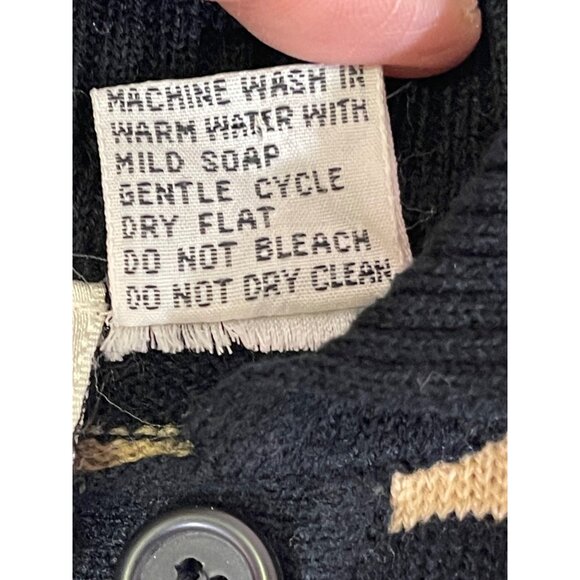 MACHINE WASH IN
WARM WATER WITH
MILD SOAP
GENTLE CYCLE
DRY FLAT
DO NOT BLEACH
DO NOT DRY CLEAN